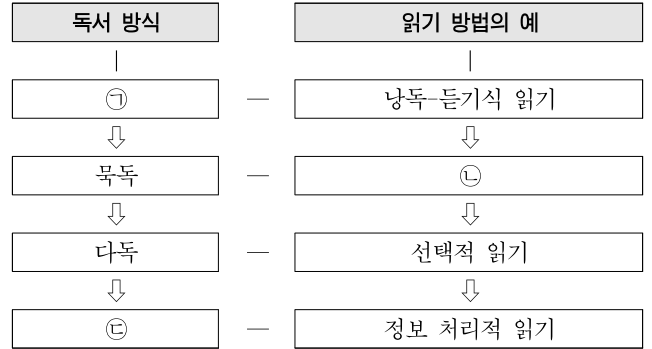 독서 방식 읽기 방법의 예
㉠ 낭독-듣기식 읽기
묵독 ㉡
다독 선택적 읽기
㉢ 정보 처리적 읽기